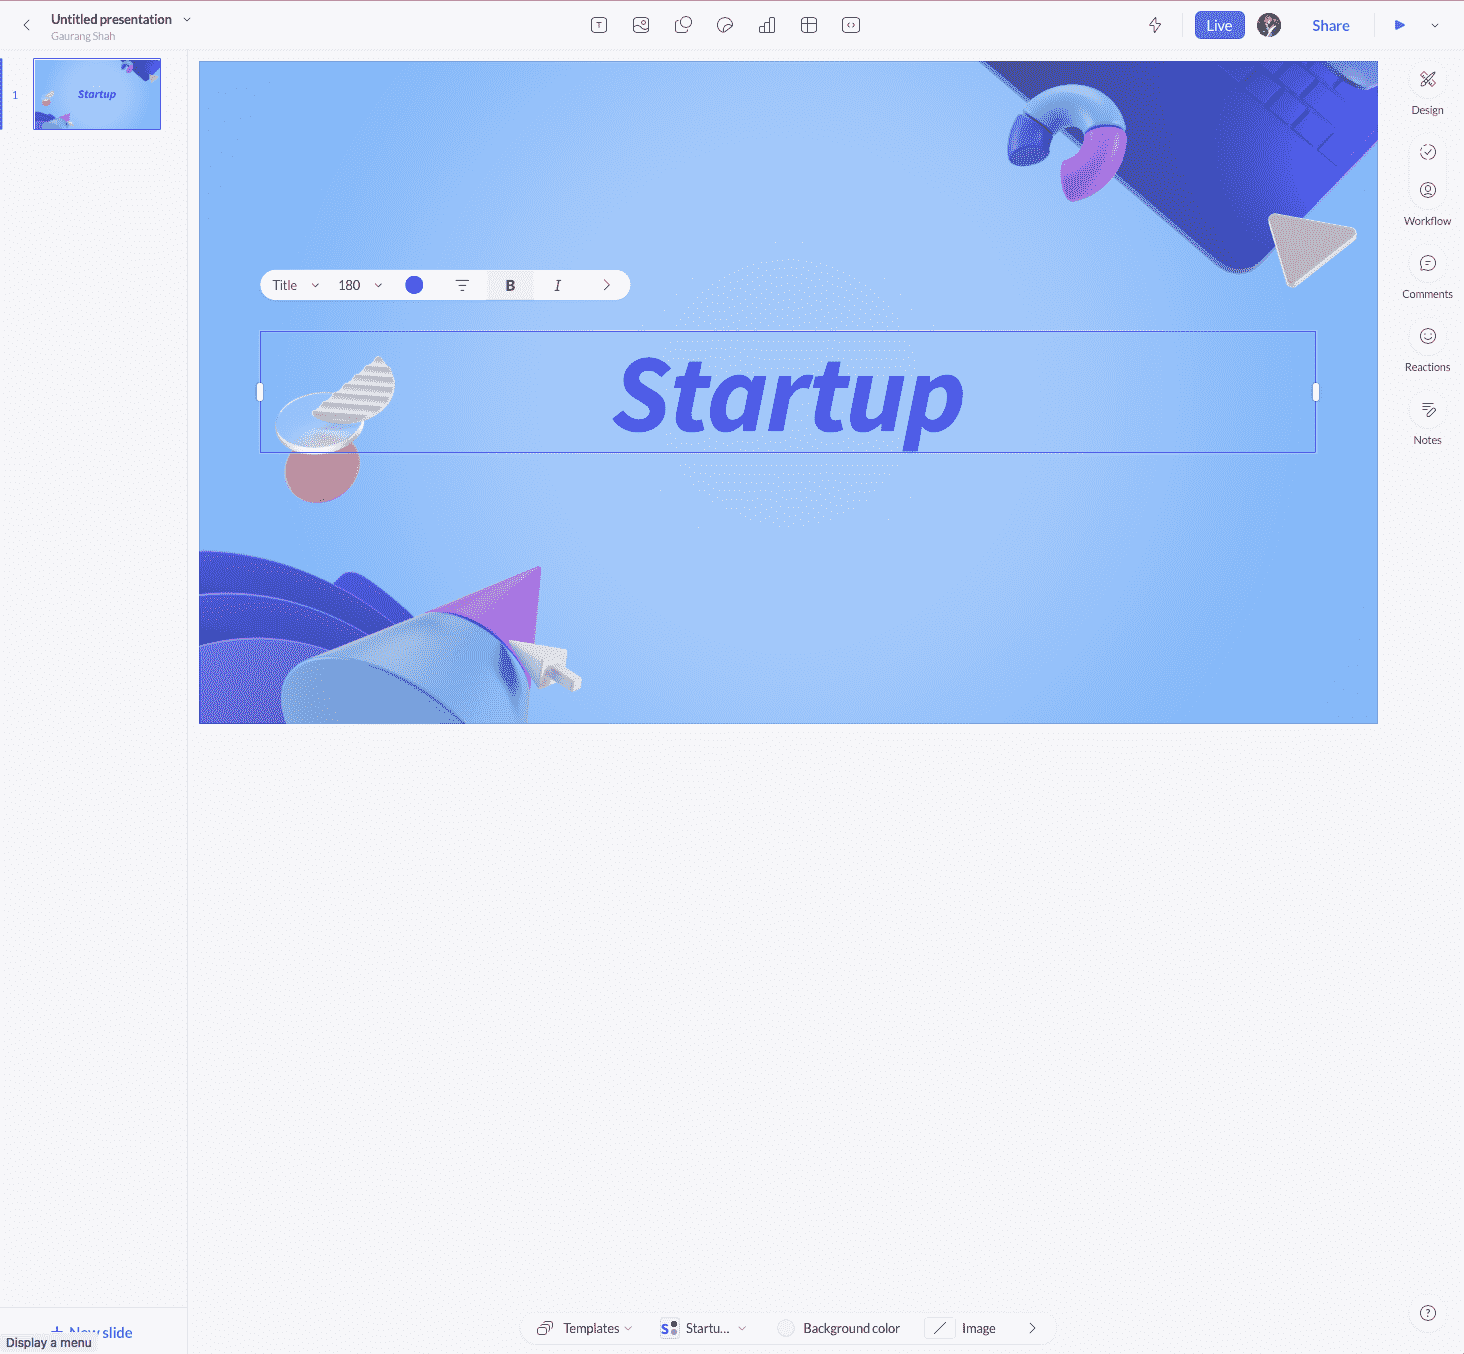 Untitled presentation
Gaurang Shah
T
Live
Share
1
Startup
Design
Workflow
Comments
Reactions
Notes
Title 180 B I
Startup
+ New slide
Display a menu
Templates
S Startu...
Background color
Image
?